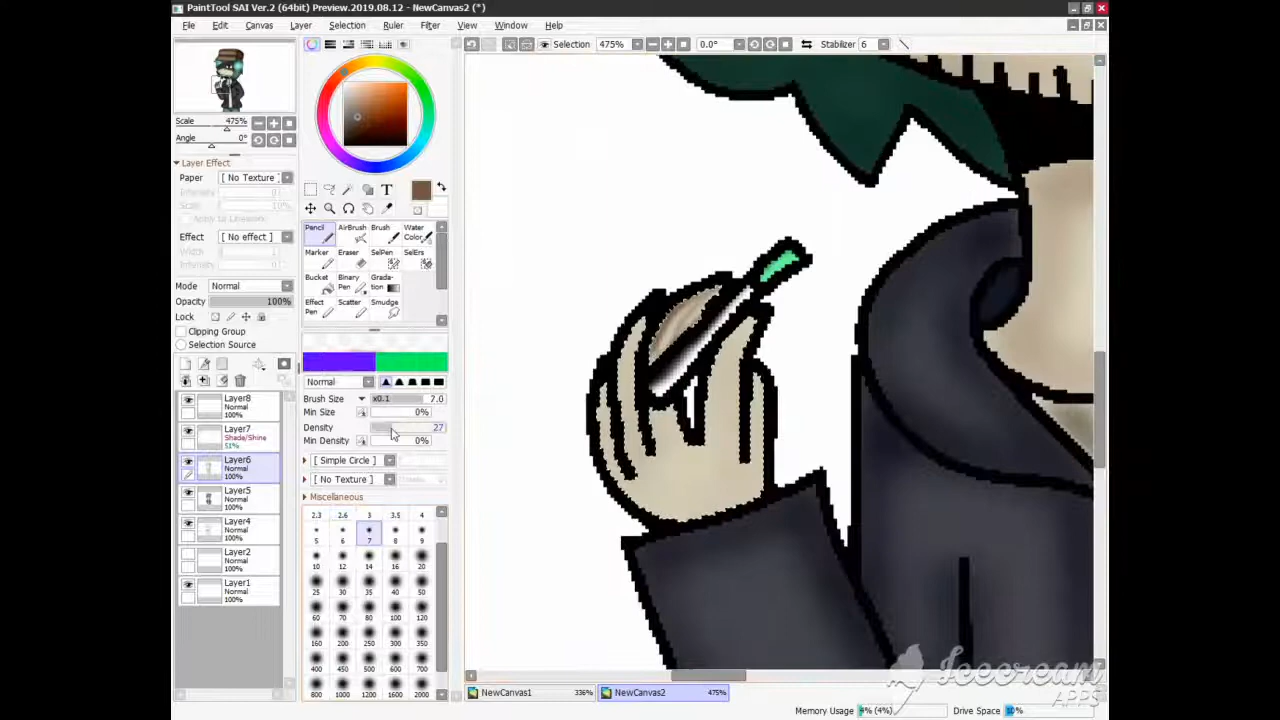 PaintTool SAI Ver.2 (64bit) Preview.2019.08.12 - NewCanvas2 (*)
File Edit Canvas Layer Selection Ruler Filter View Window Help
Selection 475% 0.0° Stabilizer 6
Scale 475%
Angle 0°
Layer Effect
Paper [ No Texture ]
Intensity
Scale 10%
Apply to Linework
Effect [ No effect ]
Width
Intensity
Mode Normal
Opacity 100%
Lock
Clipping Group
Selection Source
Layer8
Normal
100%
Layer7
Shade/Shine
51%
Layer6
Normal
100%
Layer5
Normal
100%
Layer4
Normal
100%
Layer2
Normal
100%
Layer1
Normal
100%
T
Pencil AirBrush Brush Water Color
Marker Eraser SelPen SelErs
Bucket Binary Pen Grada-tion
Effect Pen Scatter Smudge
Normal
Brush Size x0.1 7.0
Min Size 0%
Density 27
Min Density 0%
[ Simple Circle ]
[ No Texture ]
Miscellaneous
2.3 2.6 3 3.5 4
5 6 7 8 9
10 12 14 16 20
25 30 35 40 50
60 70 80 100 120
160 200 250 300 350
400 450 500 600 700
800 1000 1200 1600 2000
NewCanvas1 336% NewCanvas2 475%
Memory Usage 4% (4%) Drive Space 10%
Icecream
APPS